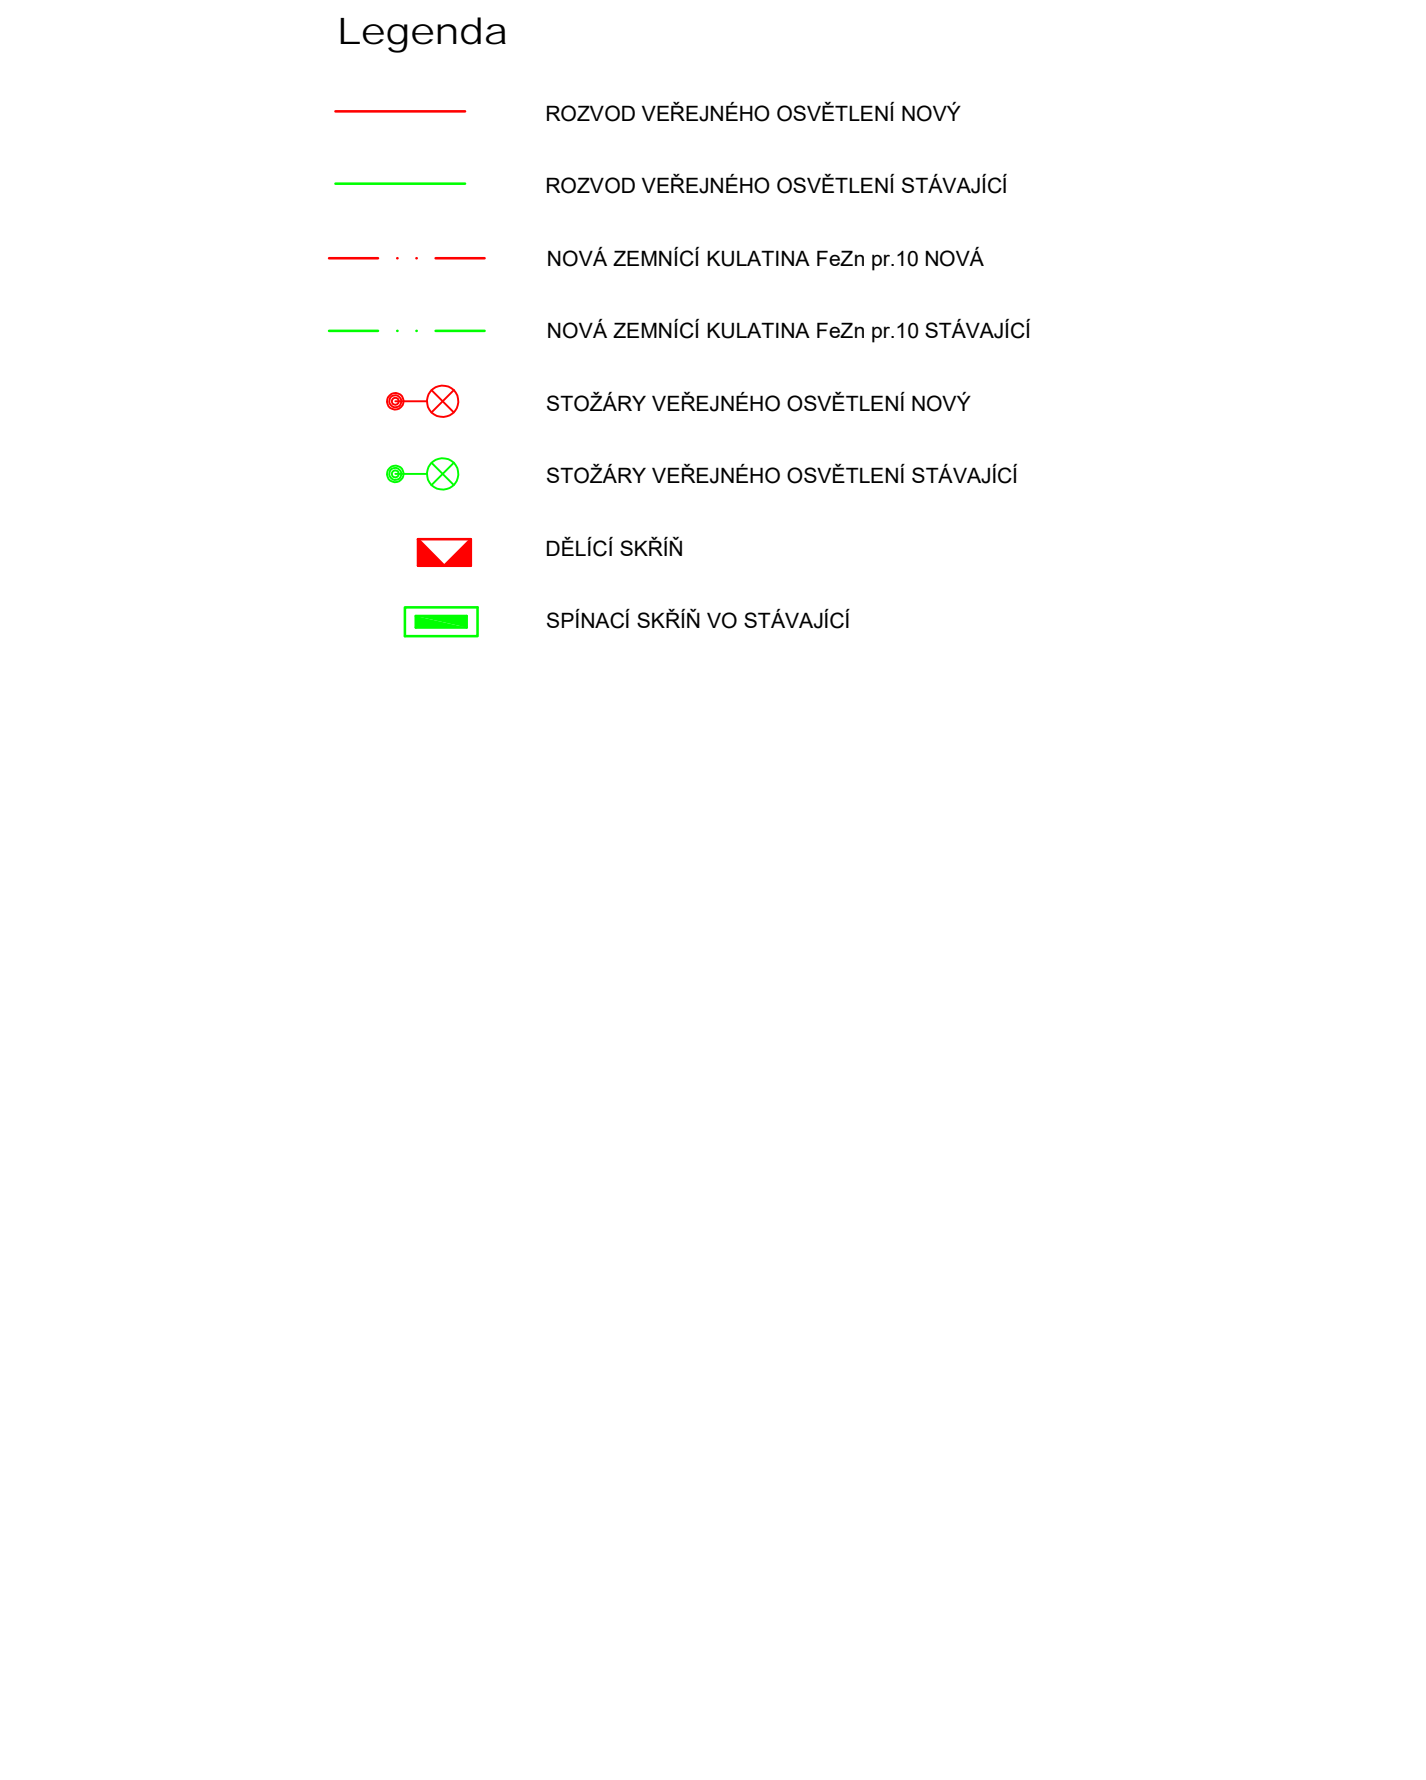 Legenda
ROZVOD VEŘEJNÉHO OSVĚTLENÍ NOVÝ
ROZVOD VEŘEJNÉHO OSVĚTLENÍ STÁVAJÍCÍ
NOVÁ ZEMNÍCÍ KULATINA FeZn pr.10 NOVÁ
NOVÁ ZEMNÍCÍ KULATINA FeZn pr.10 STÁVAJÍCÍ
STOŽÁRY VEŘEJNÉHO OSVĚTLENÍ NOVÝ
STOŽÁRY VEŘEJNÉHO OSVĚTLENÍ STÁVAJÍCÍ
DĚLÍCÍ SKŘÍŇ
SPÍNACÍ SKŘÍŇ VO STÁVAJÍCÍ